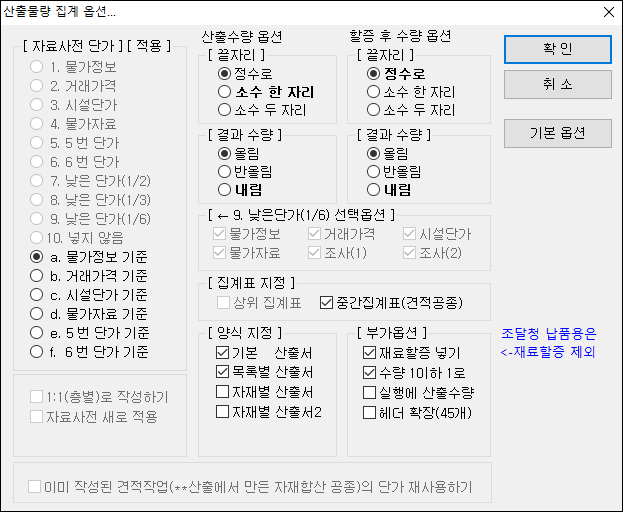 산출물량 집계 옵션...
[ 자료사전 단가 ] [ 적용 ]
1. 물가정보
2. 거래가격
3. 시설단가
4. 물가자료
5. 5 번 단가
6. 6 번 단가
7. 낮은 단가(1/2)
8. 낮은 단가(1/3)
9. 낮은 단가(1/6)
10. 넣지 않음
a. 물가정보 기준
b. 거래가격 기준
c. 시설단가 기준
d. 물가자료 기준
e. 5 번 단가 기준
f. 6 번 단가 기준
1:1(층별)로 작성하기
자료사전 새로 적용
산출수량 옵션
[ 끝자리 ]
정수로
소수 한 자리
소수 두 자리
[ 결과 수량 ]
올림
반올림
내림
할증 후 수량 옵션
[ 끝자리 ]
정수로
소수 한 자리
소수 두 자리
[ 결과 수량 ]
올림
반올림
내림
[ ← 9. 낮은단가(1/6) 선택옵션 ]
물가정보 거래가격 시설단가
물가자료 조사(1) 조사(2)
[ 집계표 지정 ]
상위 집계표 중간집계표(견적공종)
[ 양식 지정 ]
기본 산출서
목록별 산출서
자재별 산출서
자재별 산출서2
[ 부가옵션 ]
재료할증 넣기
수량 1이하 1로
실행에 산출수량
헤더 확장(45개)
확 인
취 소
기본 옵션
조달청 납품용은
<-재료할증 제외
이미 작성된 견적작업(**산출에서 만든 자재합산 공종)의 단가 재사용하기